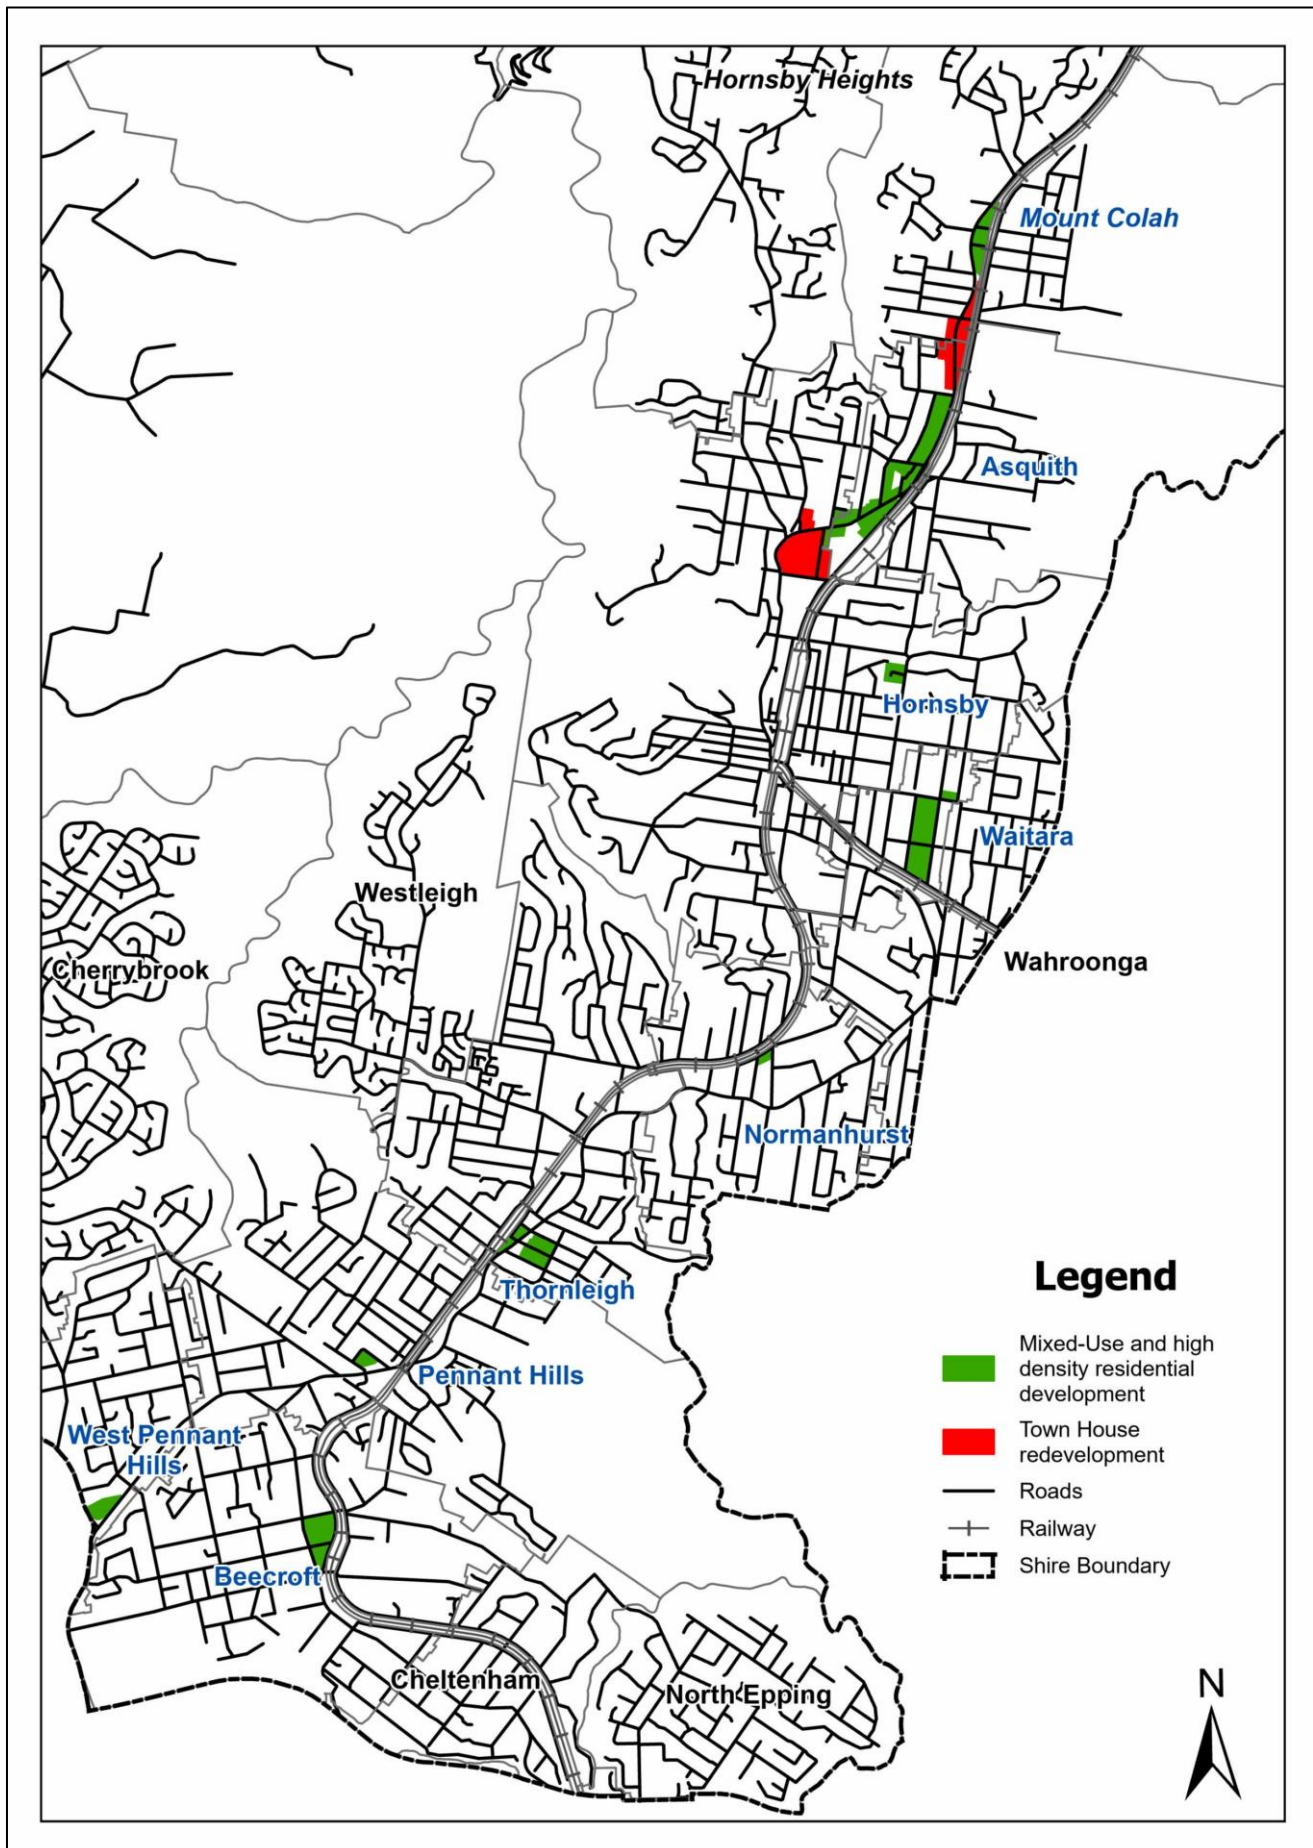 Hornsby Heights
Mount Colah
Asquith
Hornsby
Waitara
Westleigh
Cherrybrook
Wahroonga
Normanhurst
Thornleigh
Pennant Hills
West Pennant
Hills
Beecroft
Cheltenham
North Epping
Legend
Mixed-Use and high
density residential
development
Town House
redevelopment
Roads
Railway
Shire Boundary
N